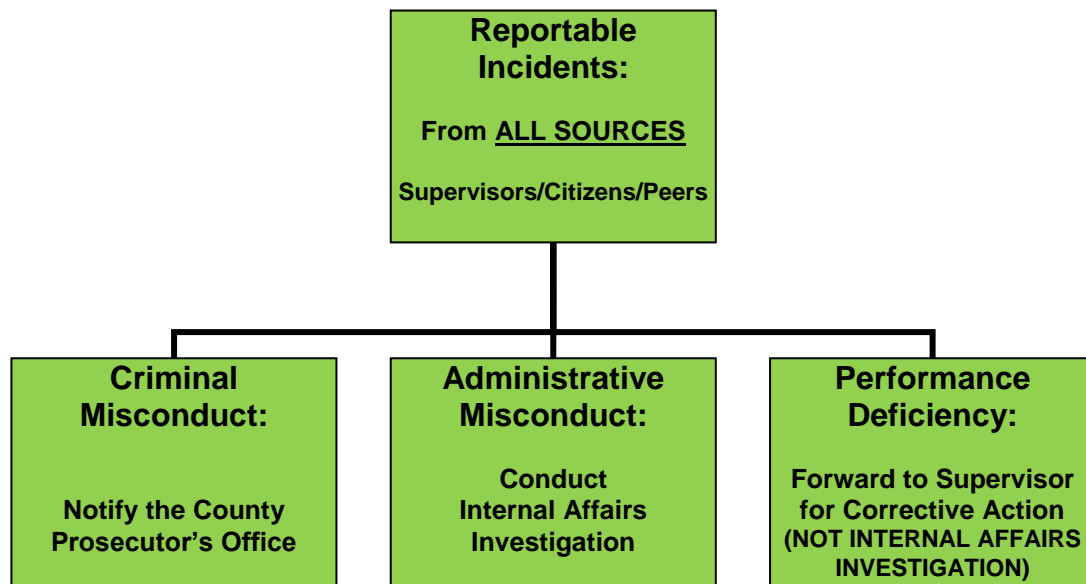 Reportable
Incidents:
From ALL SOURCES
Supervisors/Citizens/Peers
Criminal
Misconduct:
Notify the County
Prosecutor’s Office
Administrative
Misconduct:
Conduct
Internal Affairs
Investigation
Performance
Deficiency:
Forward to Supervisor
for Corrective Action
(NOT INTERNAL AFFAIRS
INVESTIGATION)